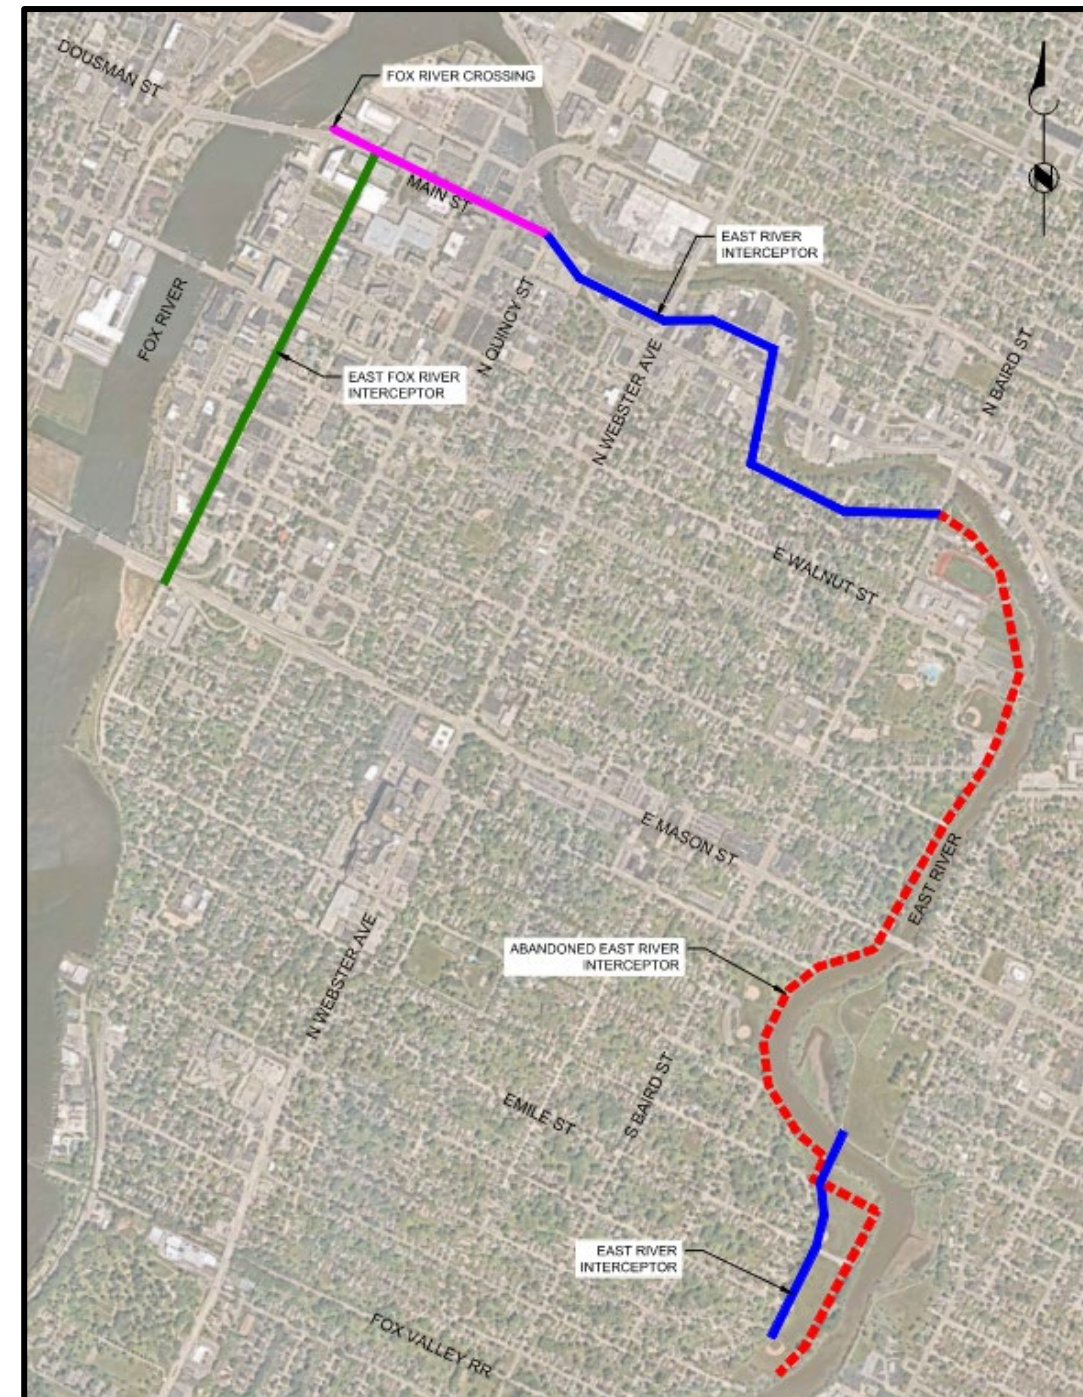 DOUSMAN ST
FOX RIVER CROSSING
MAIN ST
EAST RIVER
INTERCEPTOR
FOX RIVER
N QUINCY ST
N WEBSTER AVE
N BAIRD ST
EAST FOX RIVER
INTERCEPTOR
E WALNUT ST
E MASON ST
EAST RIVER
ABANDONED EAST RIVER
INTERCEPTOR
N WEBSTER AVE
EMILE ST
S BAIRD ST
EAST RIVER
INTERCEPTOR
FOX VALLEY RR